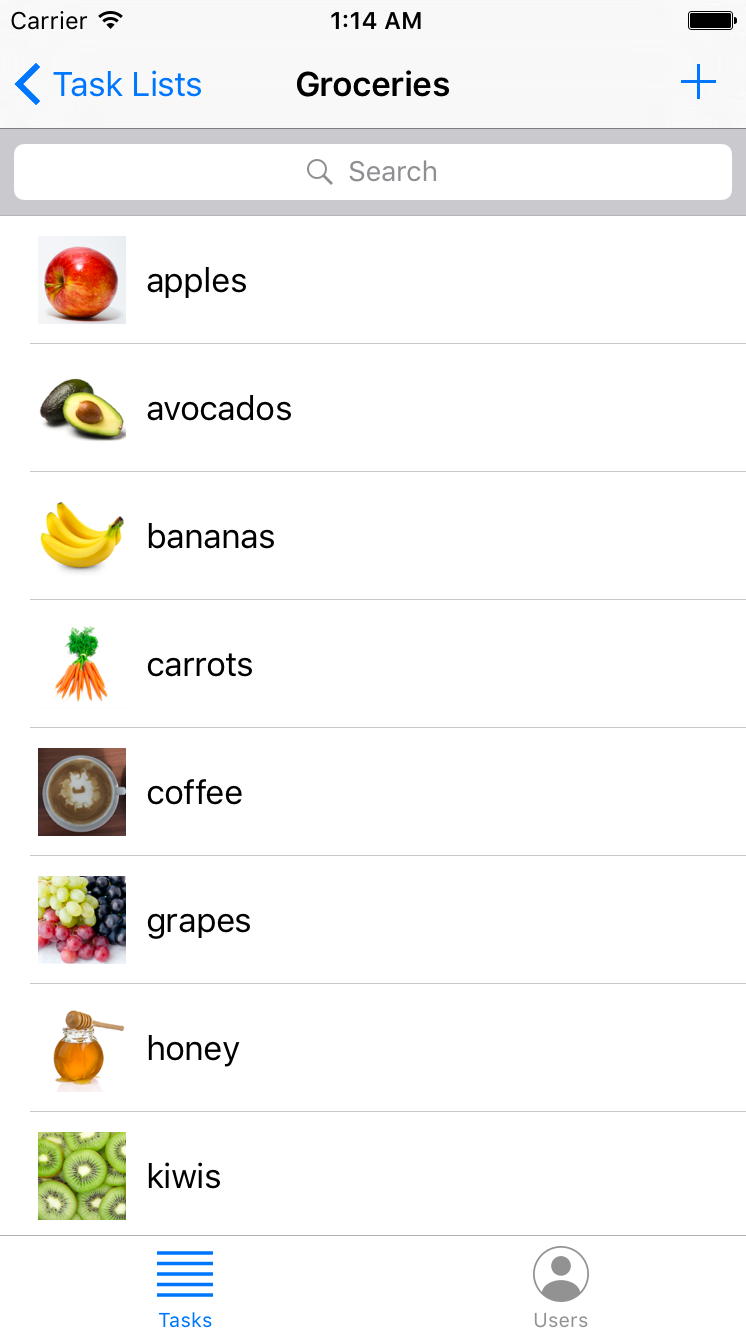 Carrier 1:14 AM
Task Lists Groceries
Search
apples
avocados
bananas
carrots
coffee
grapes
honey
kiwis
Tasks Users